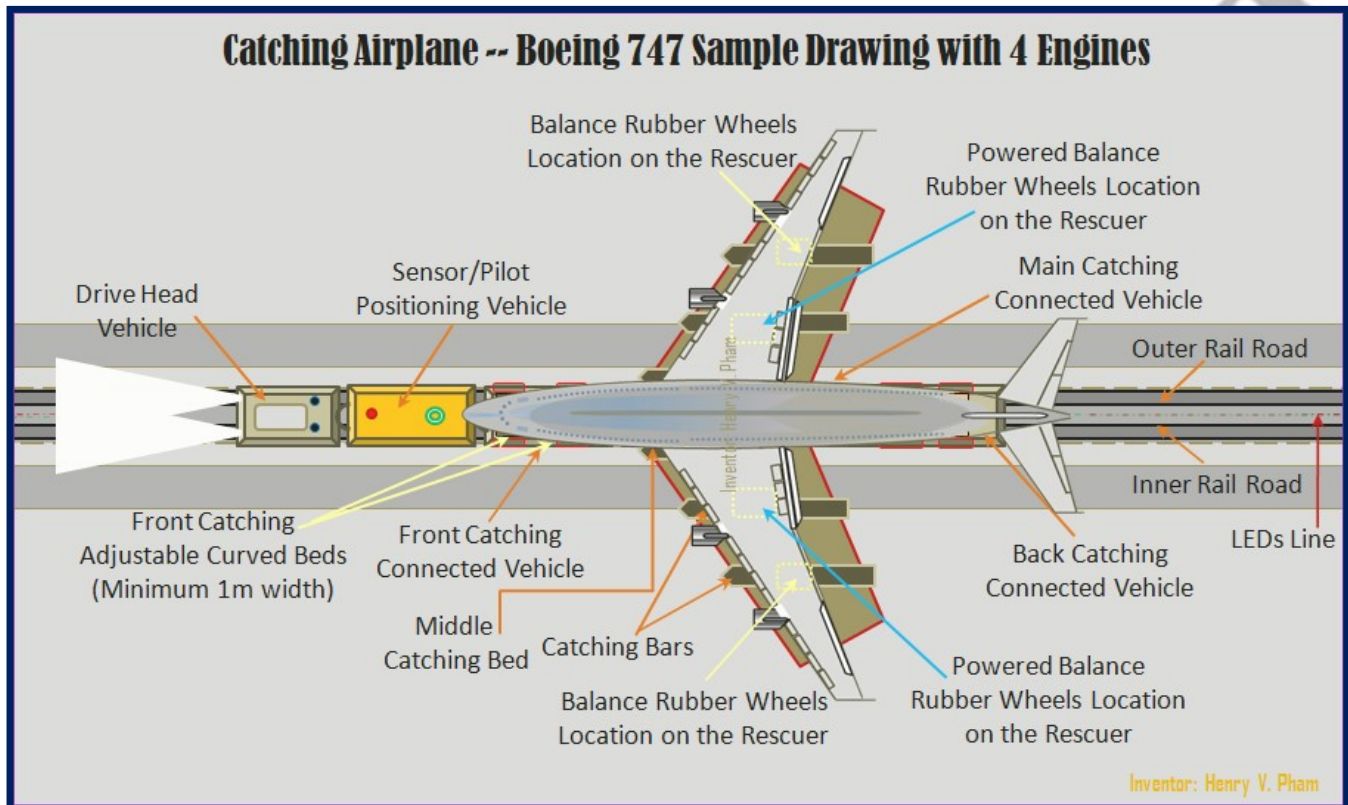 Catching Airplane -- Boeing 747 Sample Drawing with 4 Engines
Balance Rubber Wheels
Location on the Rescuer
Powered Balance
Rubber Wheels Location
on the Rescuer
Sensor/Pilot
Positioning Vehicle
Main Catching
Connected Vehicle
Drive Head
Vehicle
Outer Rail Road
Inventor: Henry V. Pham
Inner Rail Road
LEDs Line
Front Catching
Adjustable Curved Beds
(Minimum 1m width)
Front Catching
Connected Vehicle
Back Catching
Connected Vehicle
Middle
Catching Bed
Catching Bars
Balance Rubber Wheels
Location on the Rescuer
Powered Balance
Rubber Wheels Location
on the Rescuer
Inventor: Henry V. Pham